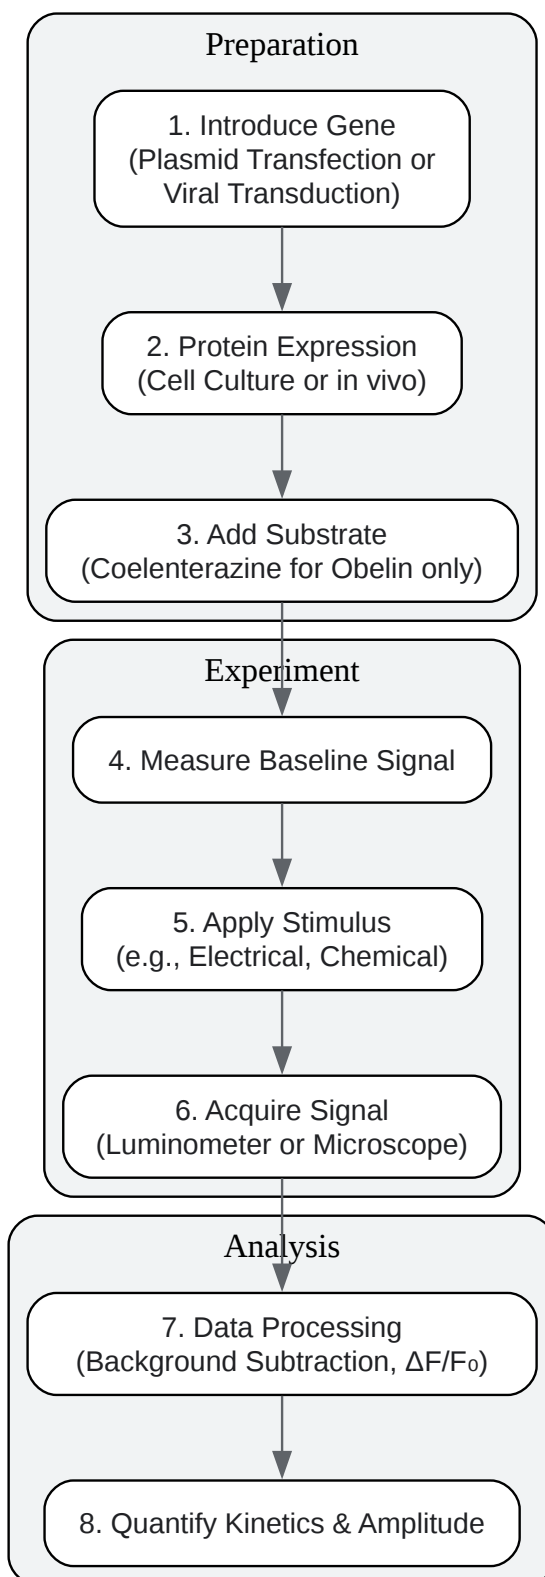 Preparation
1. Introduce Gene
(Plasmid Transfection or
Viral Transduction)
2. Protein Expression
(Cell Culture or in vivo)
3. Add Substrate
(Coelenterazine for Obelin only)
Experiment
4. Measure Baseline Signal
5. Apply Stimulus
(e.g., Electrical, Chemical)
6. Acquire Signal
(Luminometer or Microscope)
Analysis
7. Data Processing
(Background Subtraction, ΔF/F₀)
8. Quantify Kinetics & Amplitude